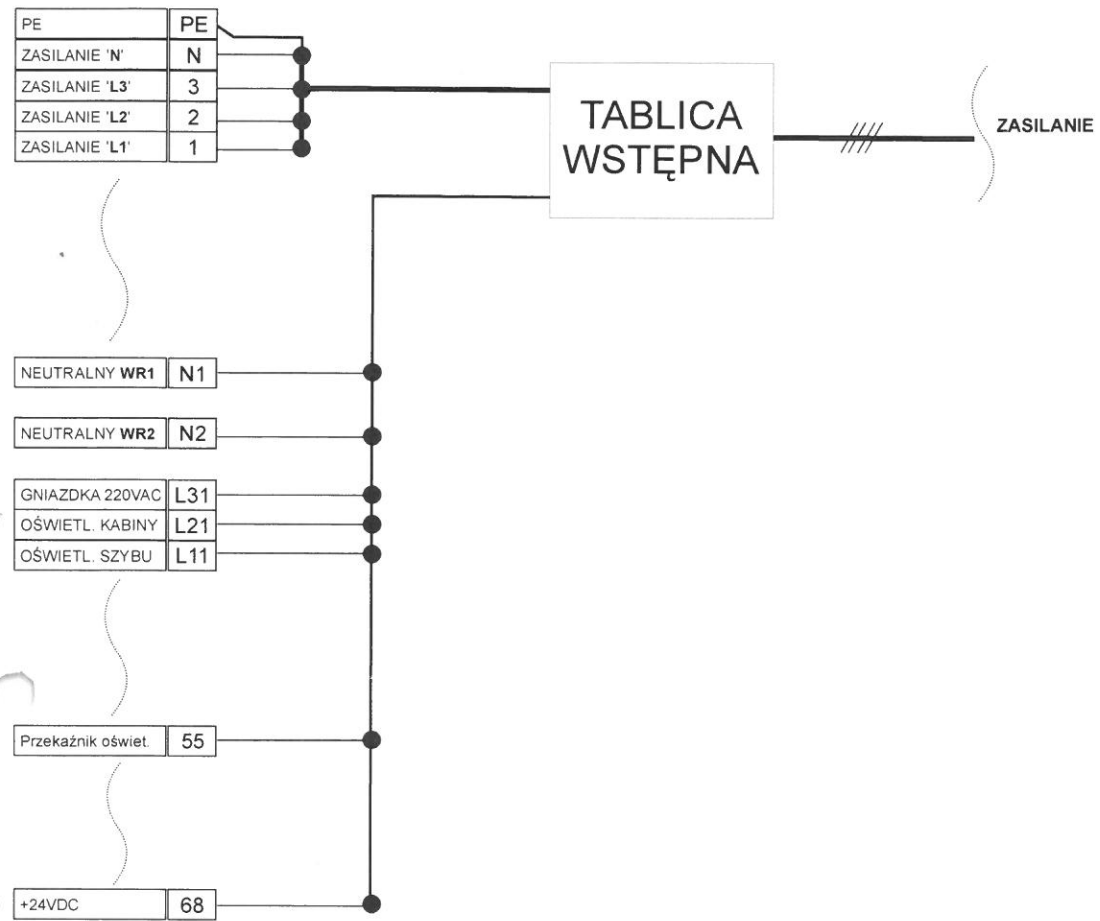 PE PE
ZASILANIE 'N' N
ZASILANIE 'L3' 3
ZASILANIE 'L2' 2
ZASILANIE 'L1' 1
TABLICA
WSTĘPNA
ZASILANIE
NEUTRALNY WR1 N1
NEUTRALNY WR2 N2
GNIAZDKA 220VAC L31
OŚWIETL. KABINY L21
OŚWIETL. SZYBU L11
Przekaźnik oświet. 55
+24VDC 68